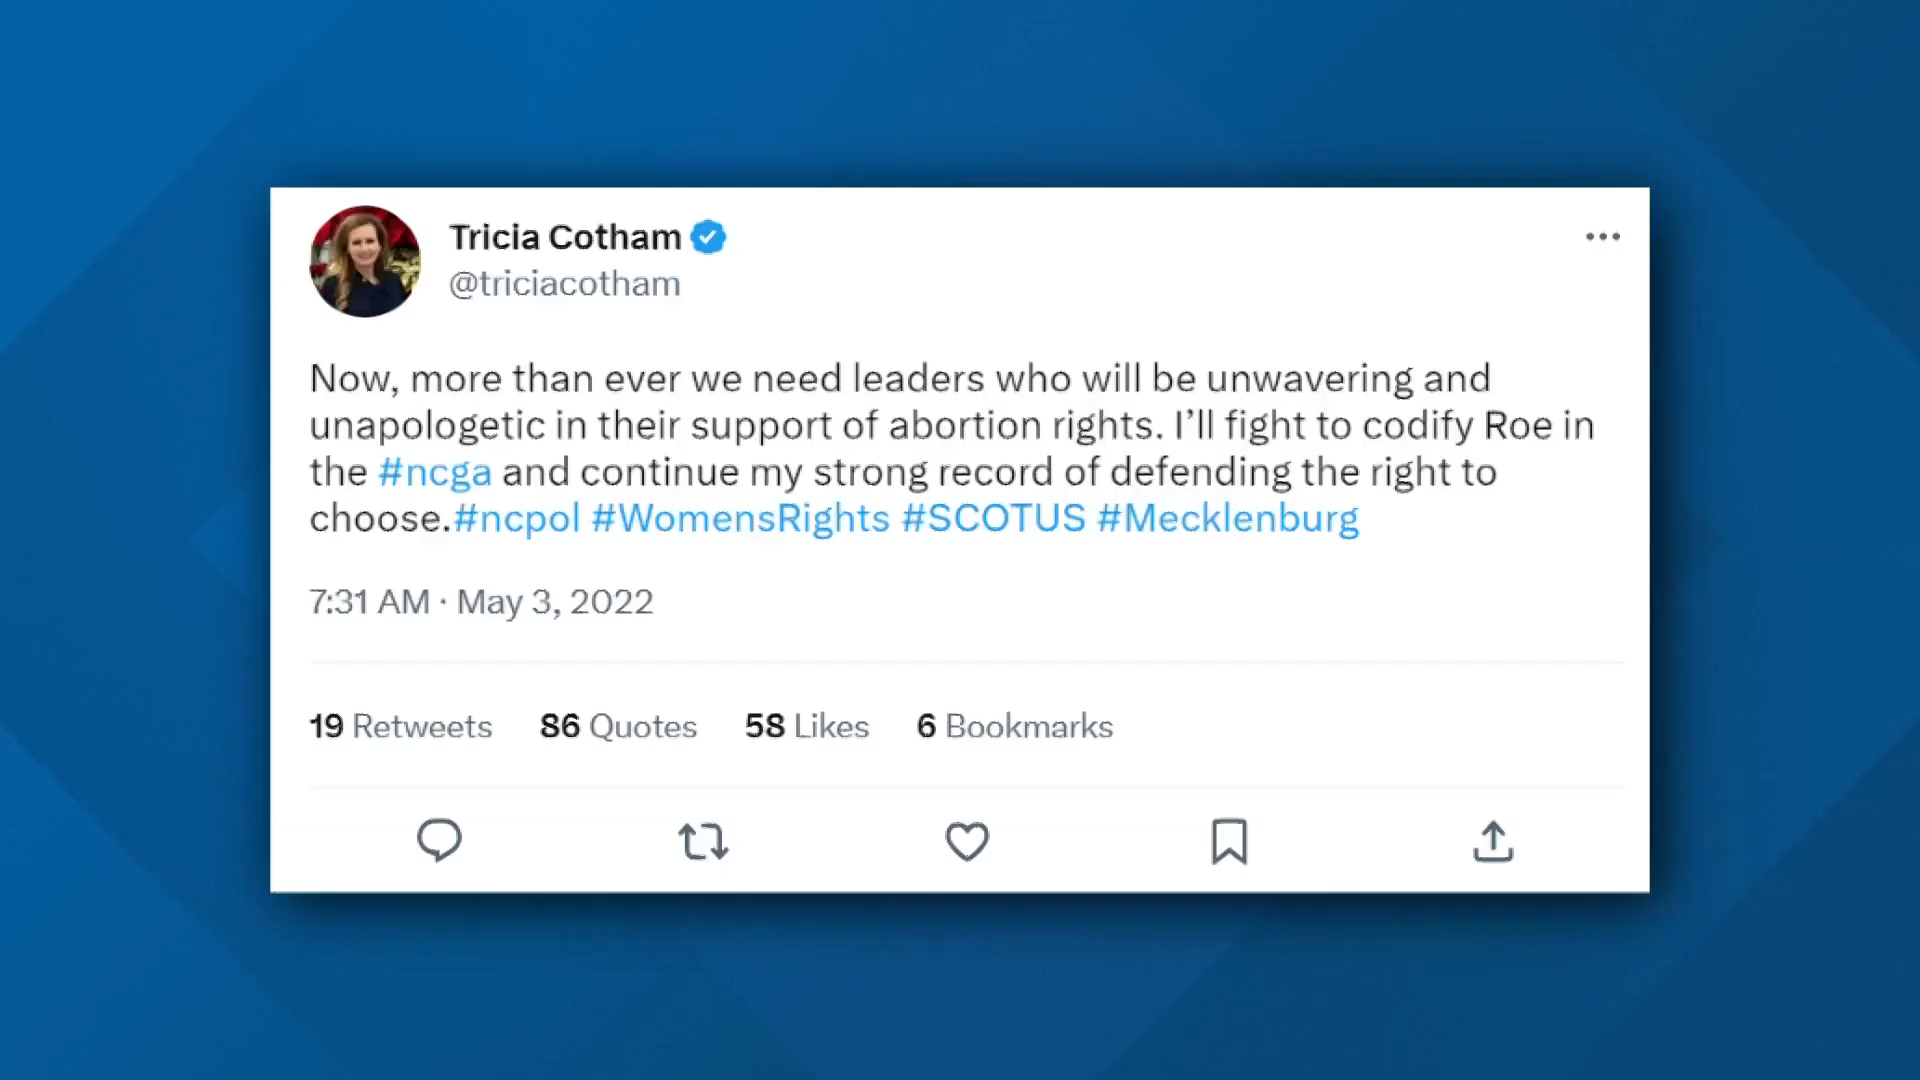 Tricia Cotham
@triciacotham
Now, more than ever we need leaders who will be unwavering and
unapologetic in their support of abortion rights. I’ll fight to codify Roe in
the #ncga and continue my strong record of defending the right to
choose.#ncpol #WomensRights #SCOTUS #Mecklenburg
7:31 AM · May 3, 2022
19 Retweets 86 Quotes 58 Likes 6 Bookmarks